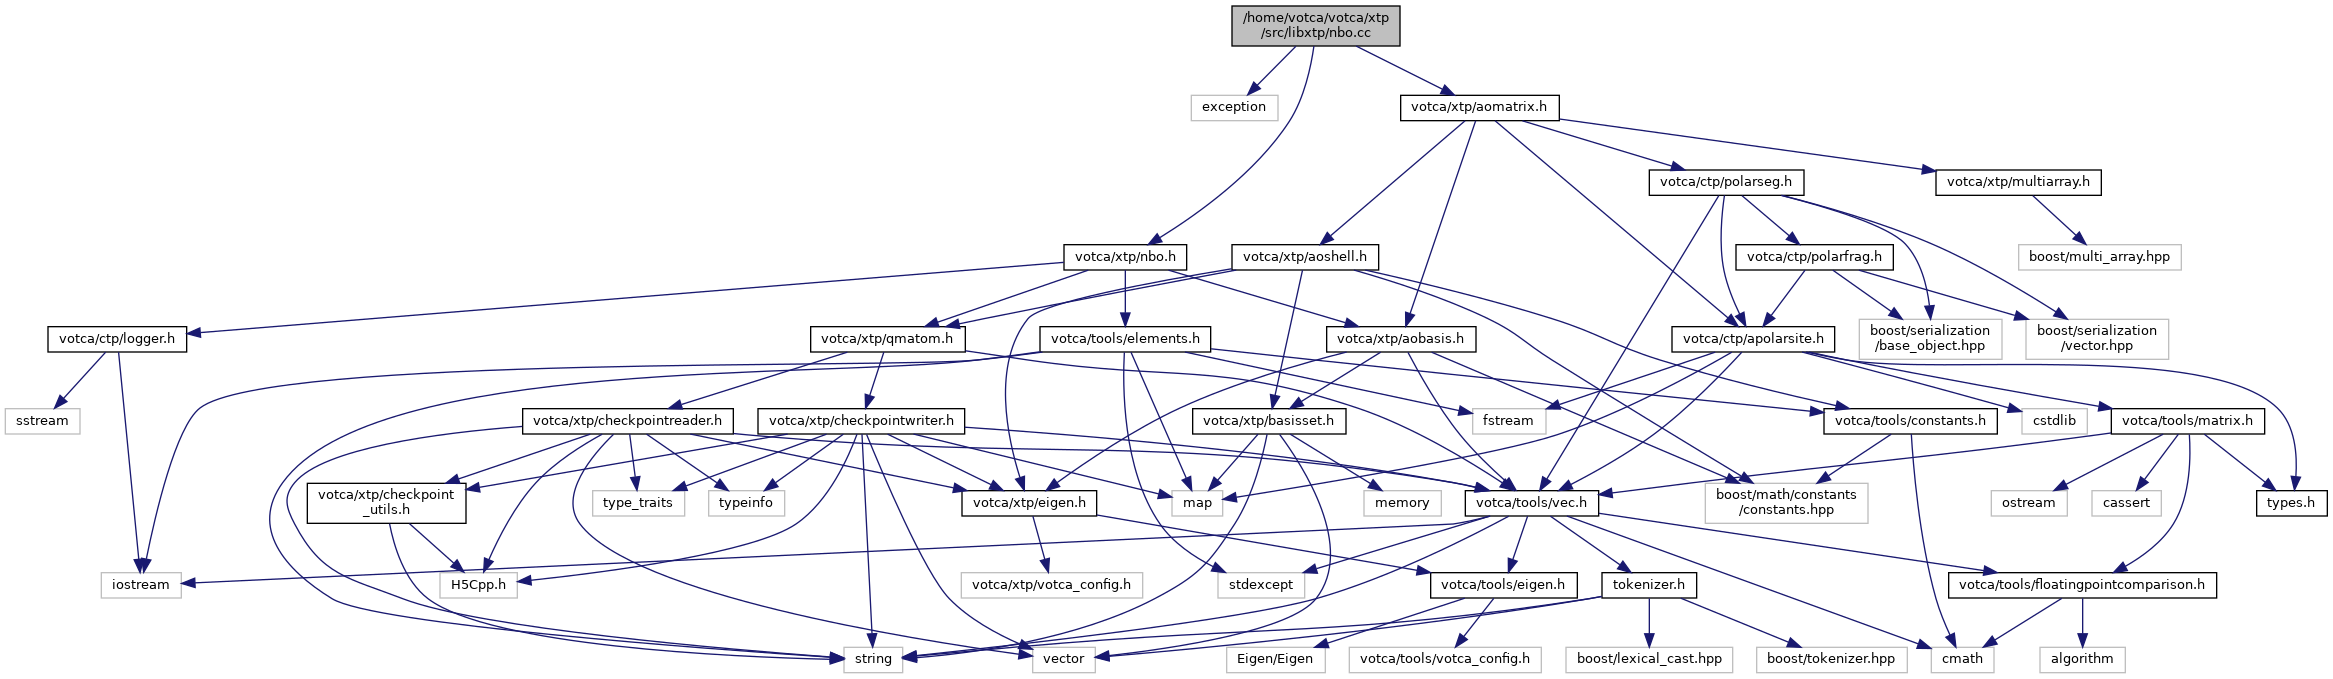 /home/votca/votca/xtp
/src/libxtp/nbo.cc
exception
votca/xtp/aomatrix.h
votca/ctp/polarseg.h
votca/xtp/multiarray.h
votca/xtp/nbo.h
votca/xtp/aoshell.h
votca/ctp/polarfrag.h
boost/multi_array.hpp
votca/ctp/logger.h
votca/xtp/qmatom.h
votca/tools/elements.h
votca/xtp/aobasis.h
votca/ctp/apolarsite.h
boost/serialization
/base_object.hpp
boost/serialization
/vector.hpp
sstream
votca/xtp/checkpointreader.h
votca/xtp/checkpointwriter.h
votca/xtp/basisset.h
fstream
votca/tools/constants.h
cstdlib
votca/tools/matrix.h
votca/xtp/checkpoint
_utils.h
type_traits
typeinfo
votca/xtp/eigen.h
map
memory
votca/tools/vec.h
boost/math/constants
/constants.hpp
ostream
cassert
types.h
iostream
H5Cpp.h
votca/xtp/votca_config.h
stdexcept
votca/tools/eigen.h
tokenizer.h
votca/tools/floatingpointcomparison.h
string
vector
Eigen/Eigen
votca/tools/votca_config.h
boost/lexical_cast.hpp
boost/tokenizer.hpp
cmath
algorithm